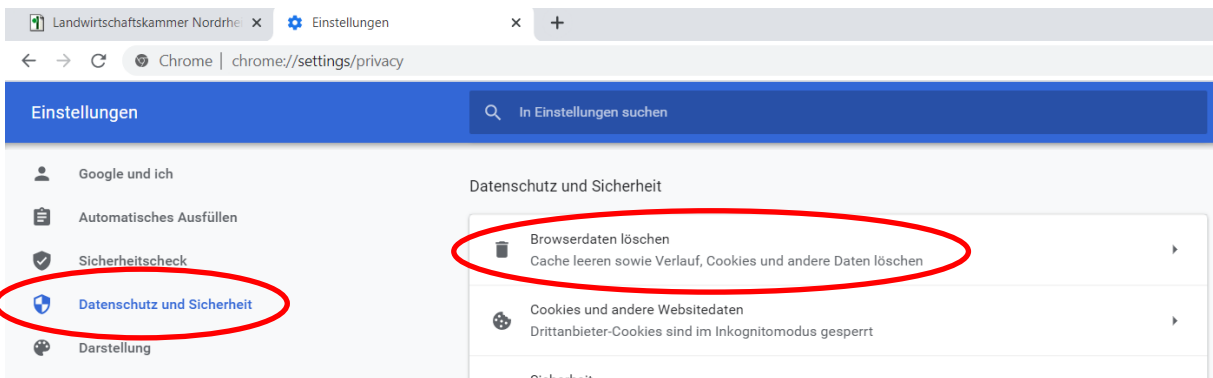 Landwirtschaftskammer Nordrhei
Einstellungen
Chrome | chrome://settings/privacy
Einstellungen
In Einstellungen suchen
Google und ich
Automatisches Ausfüllen
Sicherheitscheck
Datenschutz und Sicherheit
Darstellung
Datenschutz und Sicherheit
Browserdaten löschen
Cache leeren sowie Verlauf, Cookies und andere Daten löschen
Cookies und andere Websitedaten
Drittanbieter-Cookies sind im Inkognitomodus gesperrt